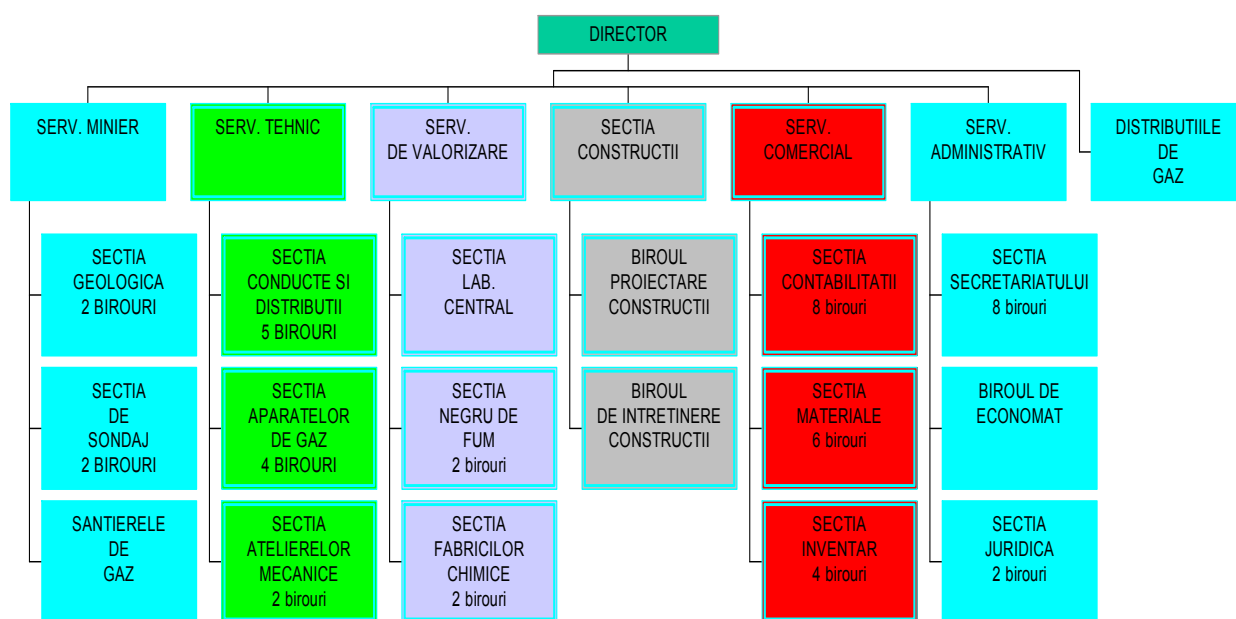 DIRECTOR
SERV. MINIER
SERV. TEHNIC
SERV.
DE VALORIZARE
SECTIA
CONSTRUCTII
SERV.
COMERCIAL
SERV.
ADMINISTRATIV
DISTRIBUTIILE
DE
GAZ
SECTIA
GEOLOGICA
2 BIROURI
SECTIA
CONDUCTE SI
DISTRIBUTII
5 BIROURI
SECTIA
LAB.
CENTRAL
BIROUL
PROIECTARE
CONSTRUCTII
SECTIA
CONTABILITATII
8 birouri
SECTIA
SECRETARIATULUI
8 birouri
SECTIA
DE
SONDAJ
2 BIROURI
SECTIA
APARATELOR
DE GAZ
4 BIROURI
SECTIA
NEGRU DE
FUM
2 birouri
BIROUL
DE INTRETINERE
CONSTRUCTII
SECTIA
MATERIALE
6 birouri
BIROUL DE
ECONOMAT
SANTIERELE
DE
GAZ
SECTIA
ATELIERELOR
MECANICE
2 birouri
SECTIA
FABRICILOR
CHIMICE
2 birouri
SECTIA
INVENTAR
4 birouri
SECTIA
JURIDICA
2 birouri